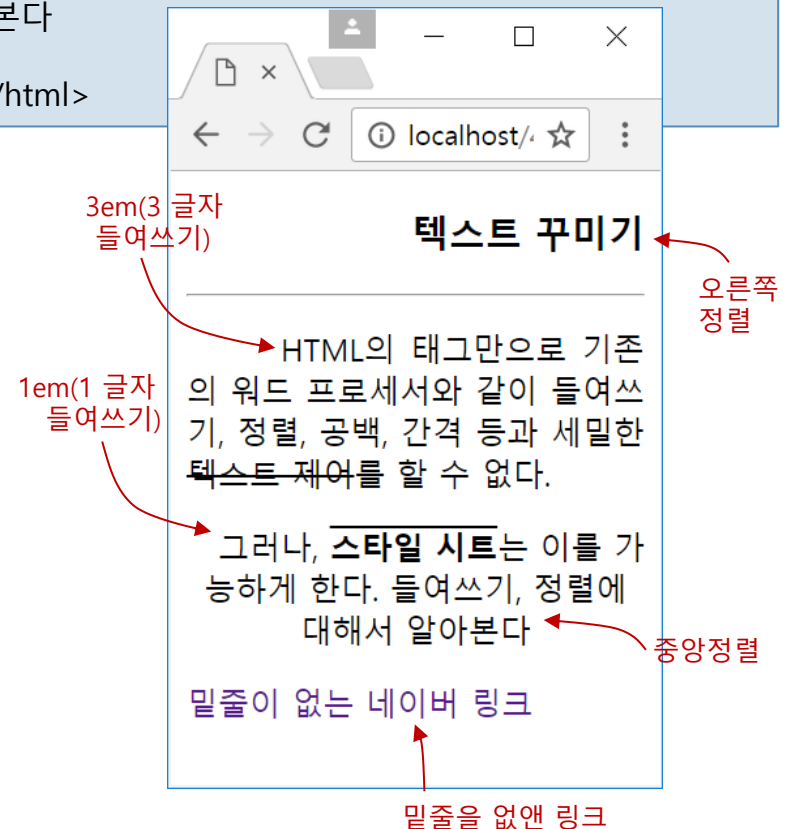 본다
/html>
localhost/4
3em(3 글자
들여쓰기)
텍스트 꾸미기
오른쪽
정렬
HTML의 태그만으로 기존
의 워드 프로세서와 같이 들여쓰
기, 정렬, 공백, 간격 등과 세밀한
텍스트 제어를 할 수 없다.
1em(1 글자
들여쓰기)
그러나, 스타일 시트는 이를 가
능하게 한다. 들여쓰기, 정렬에
대해서 알아본다
중앙정렬
밑줄이 없는 네이버 링크
밑줄을 없앤 링크